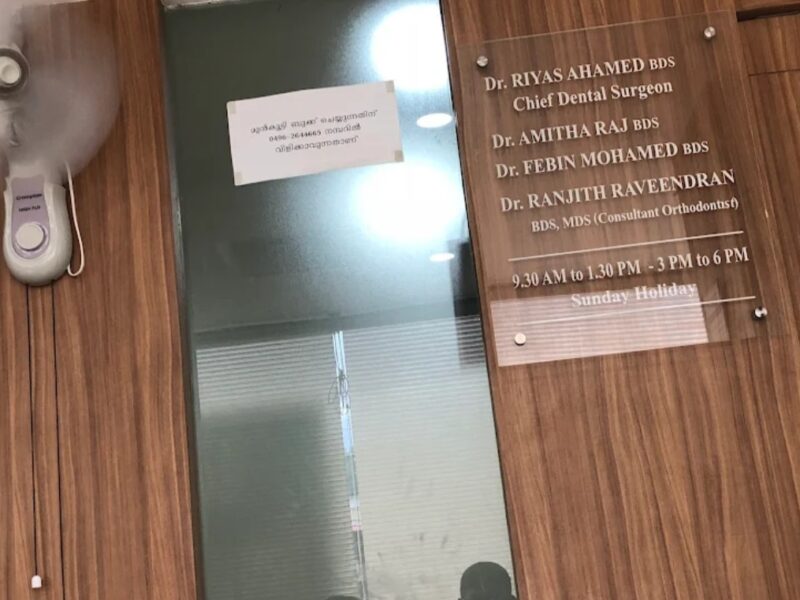 മുൻകൂട്ടി ബുക്ക് ചെയ്യുന്നതിന്
0496-2644665 നമ്പറിൽ
വിളിക്കാവുന്നതാണ്
Dr. RIYAS AHAMED BDS
Chief Dental Surgeon
Dr. AMITHA RAJ BDS
Dr. FEBIN MOHAMED BDS
Dr. RANJITH RAVEENDRAN
BDS, MDS (Consultant Orthodontist)
9.30 AM to 1.30 PM - 3 PM to 6 PM
Sunday Holiday
Crompton